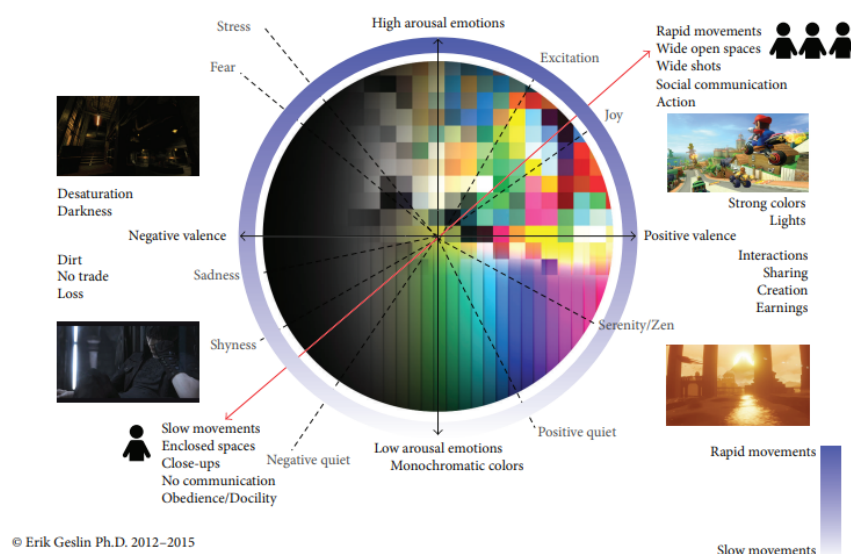 Stress
High arousal emotions
Fear
Excitation
Joy
Rapid movements
Wide open spaces
Wide shots
Social communication
Action
Desaturation
Darkness
Strong colors
Lights
Negative valence
Positive valence
Dirt
No trade
Loss
Sadness
Interactions
Sharing
Creation
Earnings
Shyness
Serenity/Zen
Slow movements
Enclosed spaces
Close-ups
No communication
Obedience/Docility
Negative quiet
Low arousal emotions
Monochromatic colors
Positive quiet
Rapid movements
Slow movements
© Erik Geslin Ph.D. 2012–2015